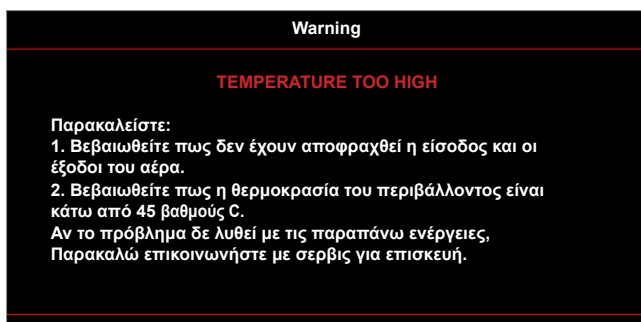 Warning
TEMPERATURE TOO HIGH
Παρακαλείστε:
1. Βεβαιωθείτε πως δεν έχουν αποφραχθεί η είσοδος και οι
έξοδοι του αέρα.
2. Βεβαιωθείτε πως η θερμοκρασία του περιβάλλοντος είναι
κάτω από 45 βαθμούς C.
Αν το πρόβλημα δε λυθεί με τις παραπάνω ενέργειες,
Παρακαλώ επικοινωνήστε με σερβις για επισκευή.